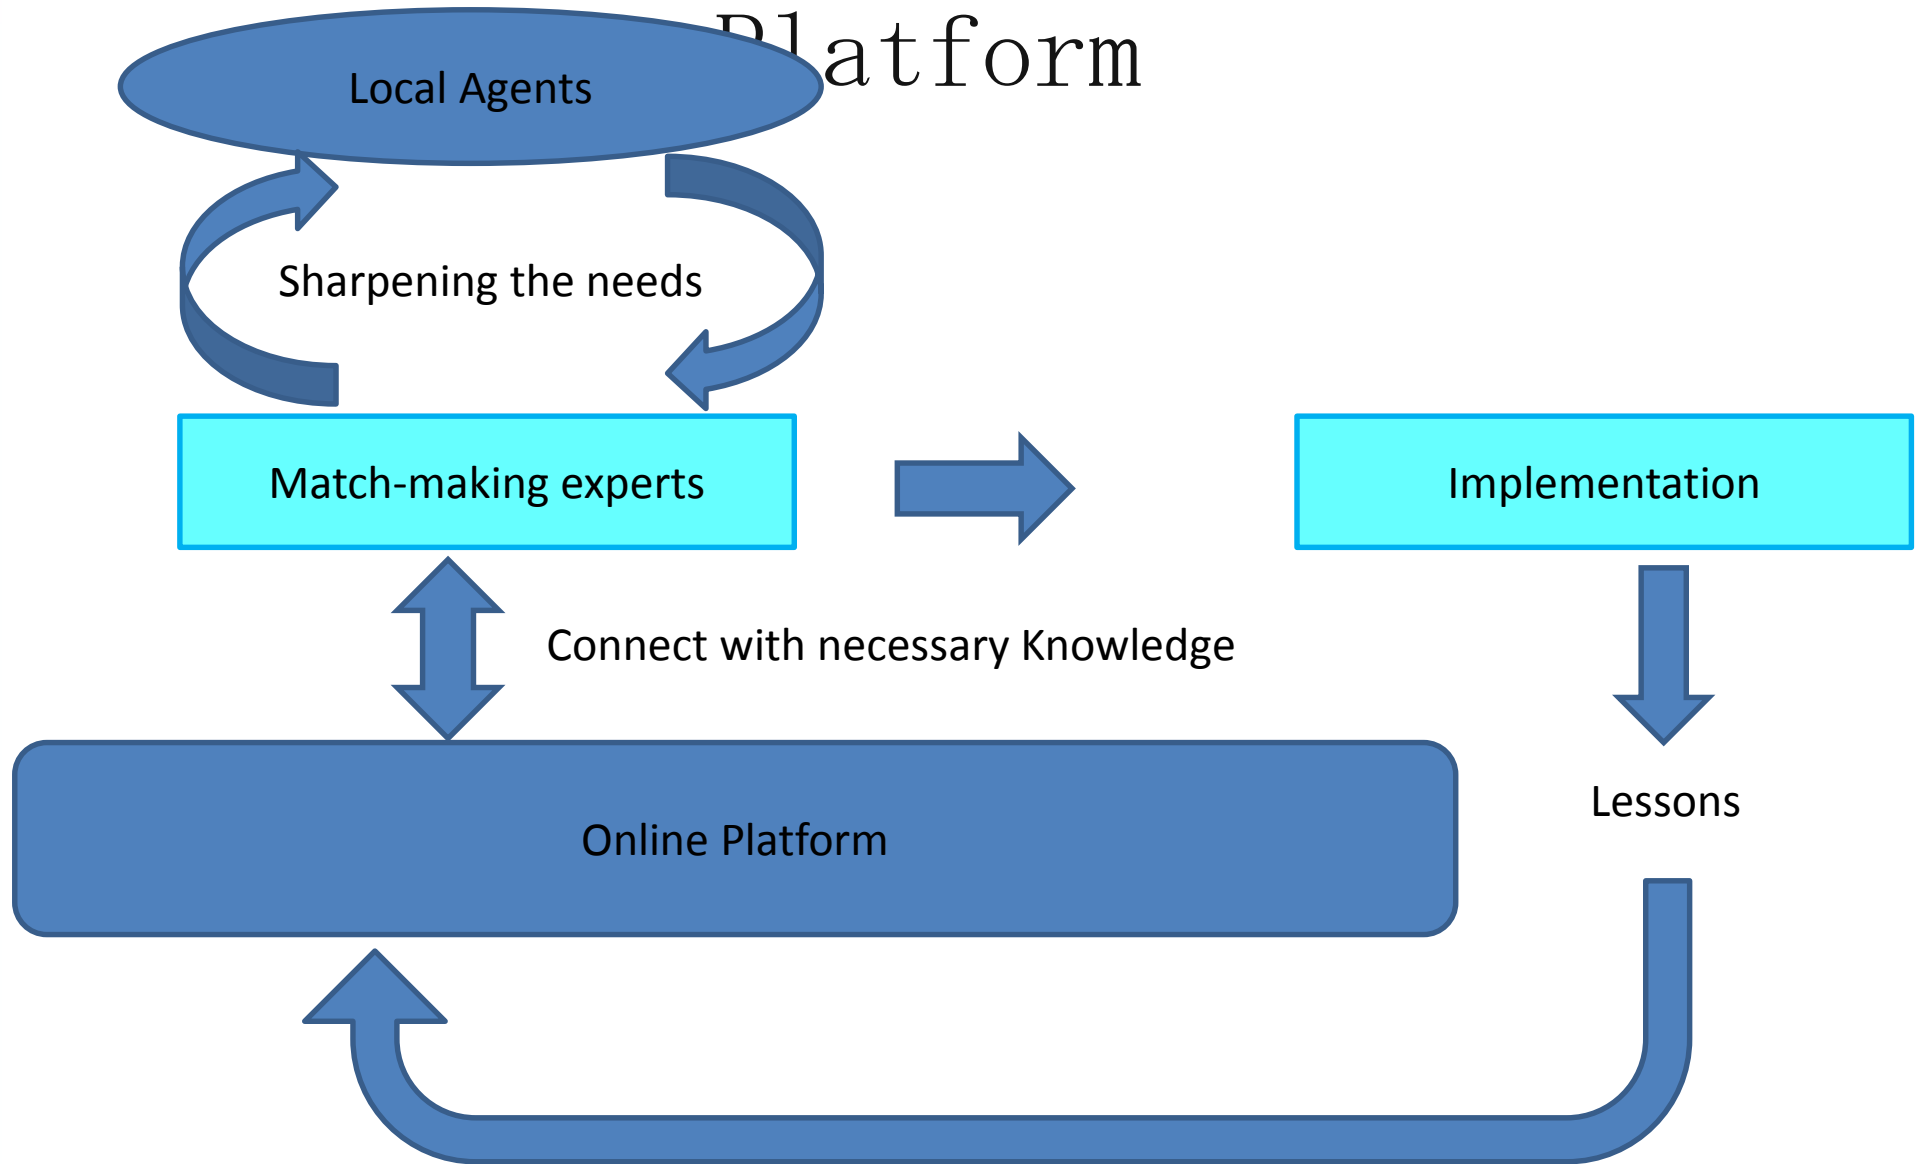 Platform
Local Agents
Sharpening the needs
Match-making experts
Implementation
Connect with necessary Knowledge
Lessons
Online Platform